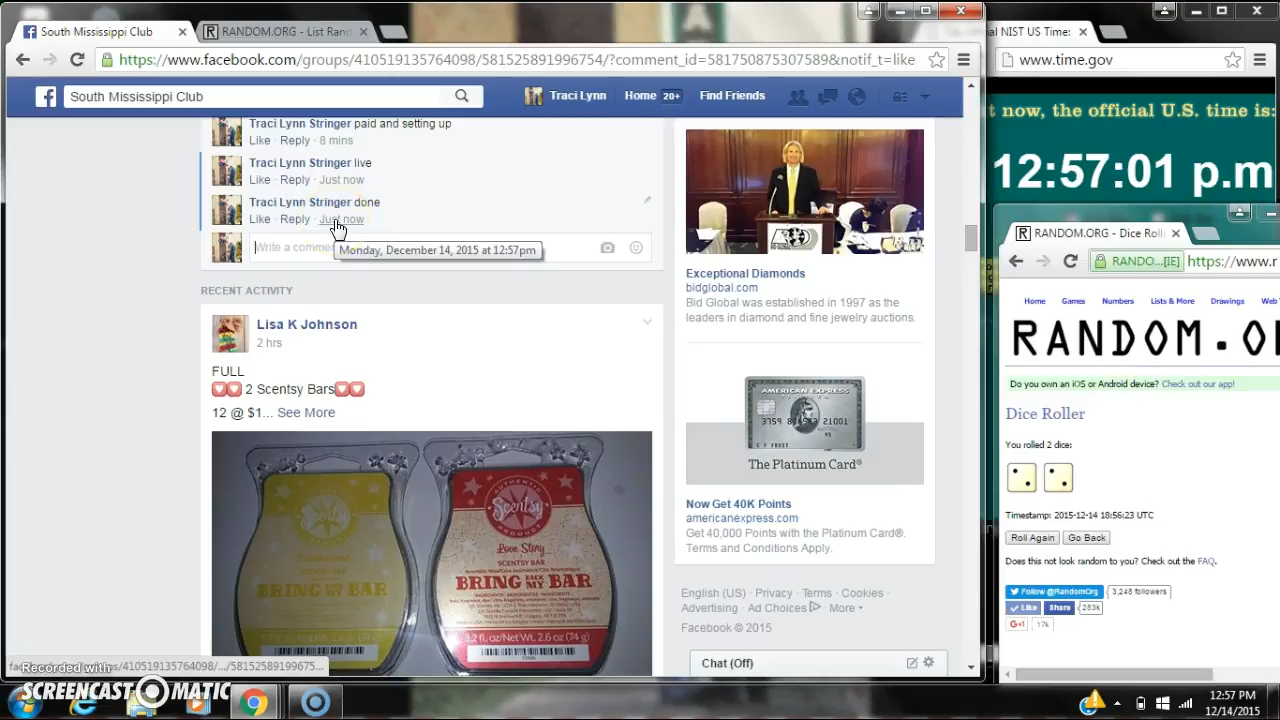 South Mississippi Club
RANDOM.ORG - List Ran
https://www.facebook.com/groups/410519135764098/581525891996754/?comment_id=581750875307589&notif_t=like
South Mississippi Club
Traci Lynn
Home 20+
Find Friends
Traci Lynn Stringer paid and setting up
Like · Reply · 8 mins
Traci Lynn Stringer live
Like · Reply · Just now
Traci Lynn Stringer done
Like · Reply · Just now
Write a comme
Monday, December 14, 2015 at 12:57pm
RECENT ACTIVITY
Lisa K Johnson
2 hrs
FULL
2 Scentsy Bars
12 @ $1... See More
AUTHENTIC
Scentsy
PRODUCT
Love Story
SCENTSY BAR
BRING BACK MY BAR
3.2 fl. oz/Net Wt. 2.6 oz (74 g)
SCENTSY BAR
BRING BACK MY BAR
Exceptional Diamonds
bidglobal.com
Bid Global was established in 1997 as the
leaders in diamond and fine jewelry auctions.
AMERICAN EXPRESS
3759 876543 21001
95
C F FROST
The Platinum Card®
Now Get 40K Points
americanexpress.com
Get 40,000 Points with the Platinum Card®.
Terms and Conditions Apply.
English (US) · Privacy · Terms · Cookies ·
Advertising · Ad Choices · More
Facebook © 2015
Chat (Off)
/410519135764098/.../58152589199675...
Recorded with
SCREENCAST-O-MATIC
al NIST US Time:
www.time.gov
t now, the official U.S. time is:
12:57:01 p.m
RANDOM.ORG - Dice Roll
RANDO...[IE]
https://www.r
Home
Games
Numbers
Lists & More
Drawings
Web
RANDOM.O
Do you own an iOS or Android device? Check out our app!
Dice Roller
You rolled 2 dice:
Timestamp: 2015-12-14 18:56:23 UTC
Roll Again
Go Back
Does this not look random to you? Check out the FAQ.
Follow @RandomOrg
3,248 followers
Like
Share
283k
G+1
17k
12:57 PM
12/14/2015